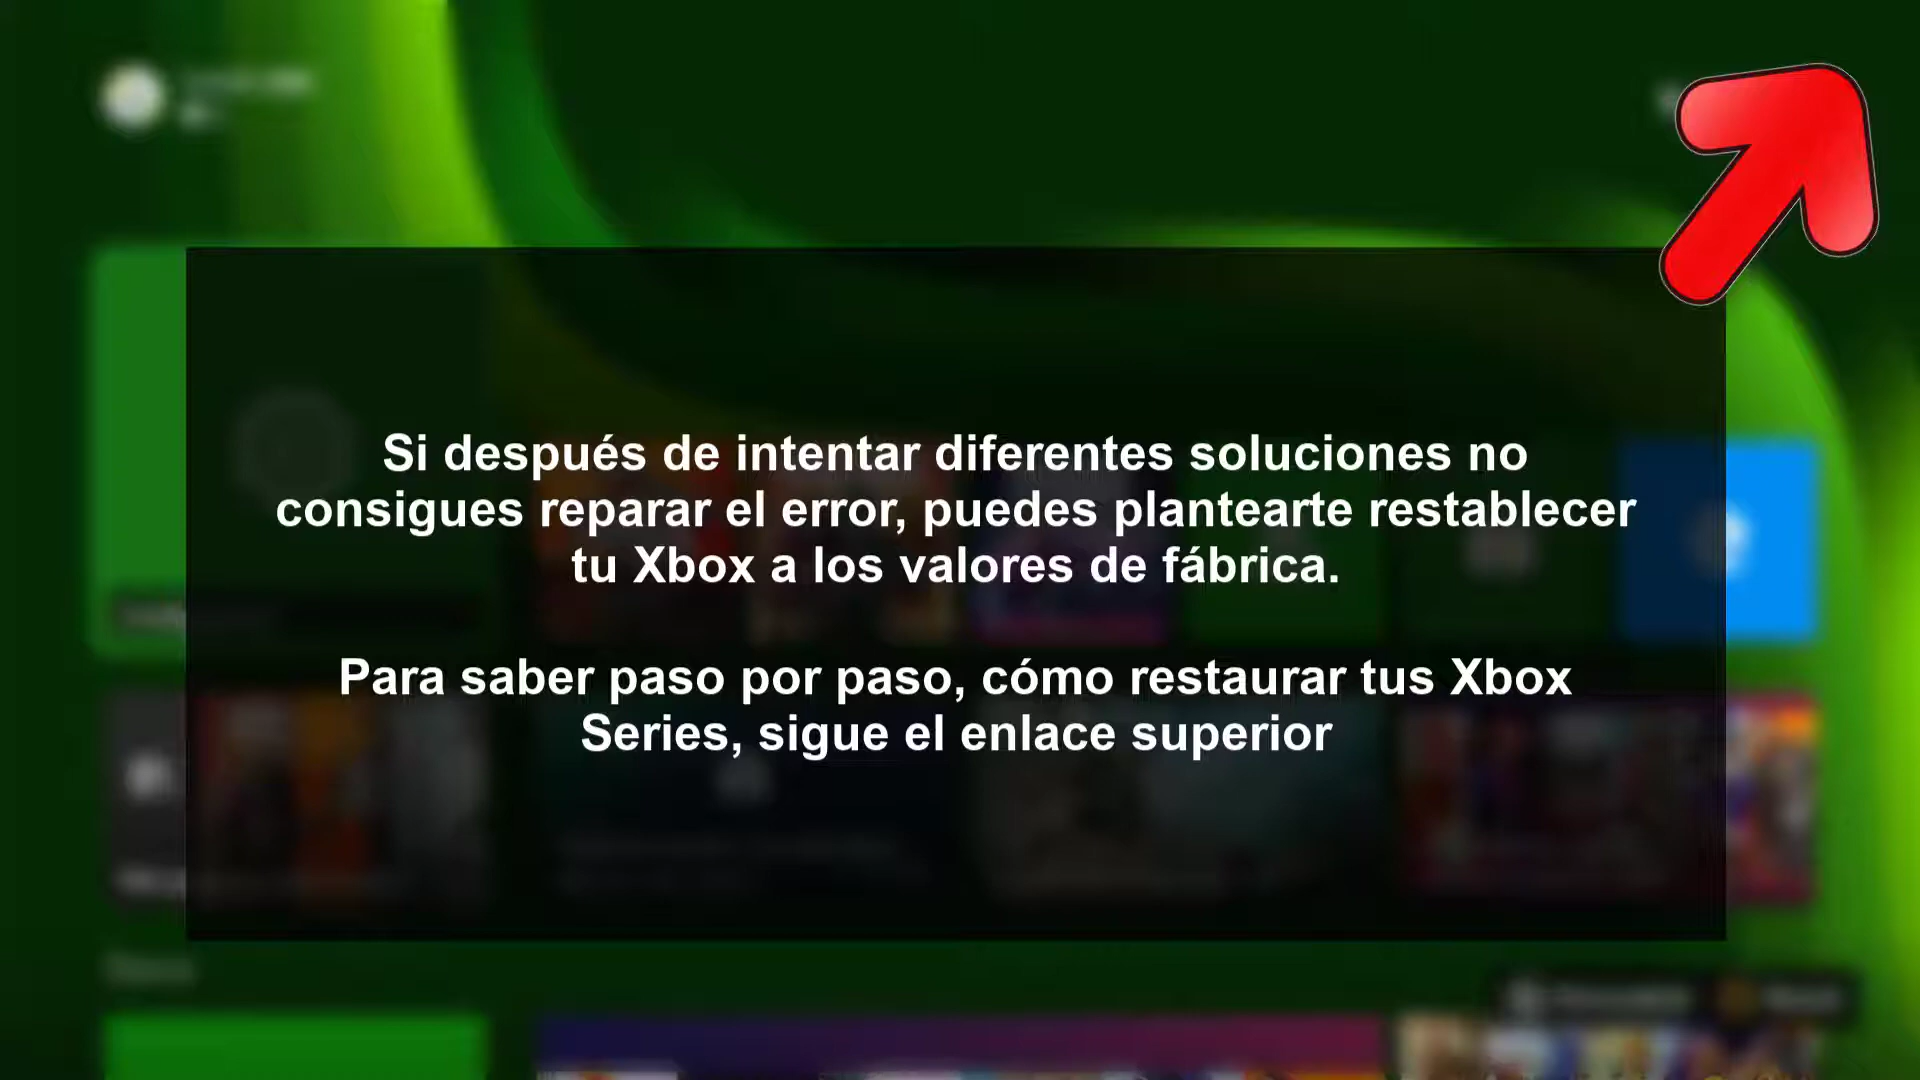 Si después de intentar diferentes soluciones no
consigues reparar el error, puedes plantearte restablecer
tu Xbox a los valores de fábrica.
Para saber paso por paso, cómo restaurar tus Xbox
Series, sigue el enlace superior